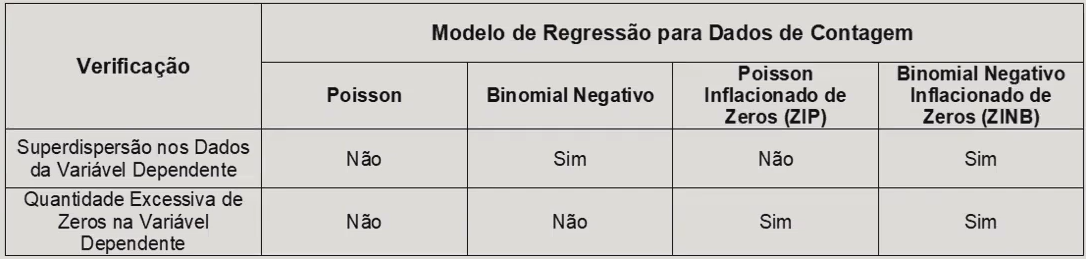 Verificação
Modelo de Regressão para Dados de Contagem
Poisson
Binomial Negativo
Poisson
Inflacionado de
Zeros (ZIP)
Binomial Negativo
Inflacionado de
Zeros (ZINB)
Superdispersão nos Dados
da Variável Dependente
Não
Sim
Não
Sim
Quantidade Excessiva de
Zeros na Variável
Dependente
Não
Não
Sim
Sim